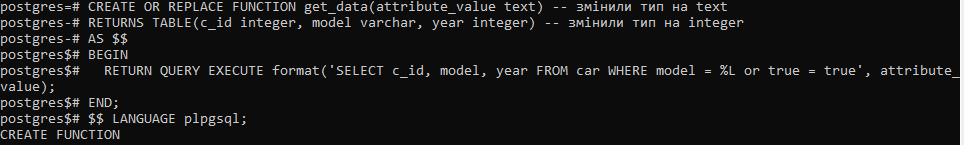 postgres=# CREATE OR REPLACE FUNCTION get_data(attribute_value text) -- змінили тип на text
postgres-# RETURNS TABLE(c_id integer, model varchar, year integer) -- змінили тип на integer
postgres-# AS $$
postgres$# BEGIN
postgres$#   RETURN QUERY EXECUTE format('SELECT c_id, model, year FROM car WHERE model = %L or true = true', attribute_
value);
postgres$# END;
postgres$# $$ LANGUAGE plpgsql;
CREATE FUNCTION